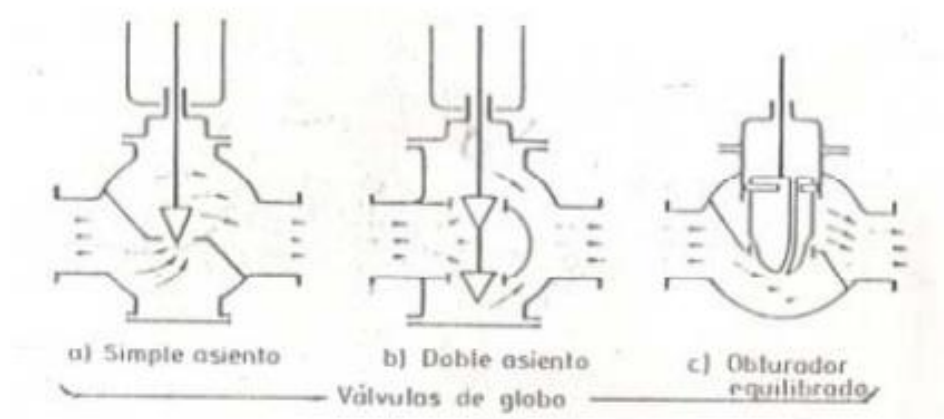 a) Simple asiento
b) Doble asiento
c) Obturador
equilibrado
Válvulas de globo